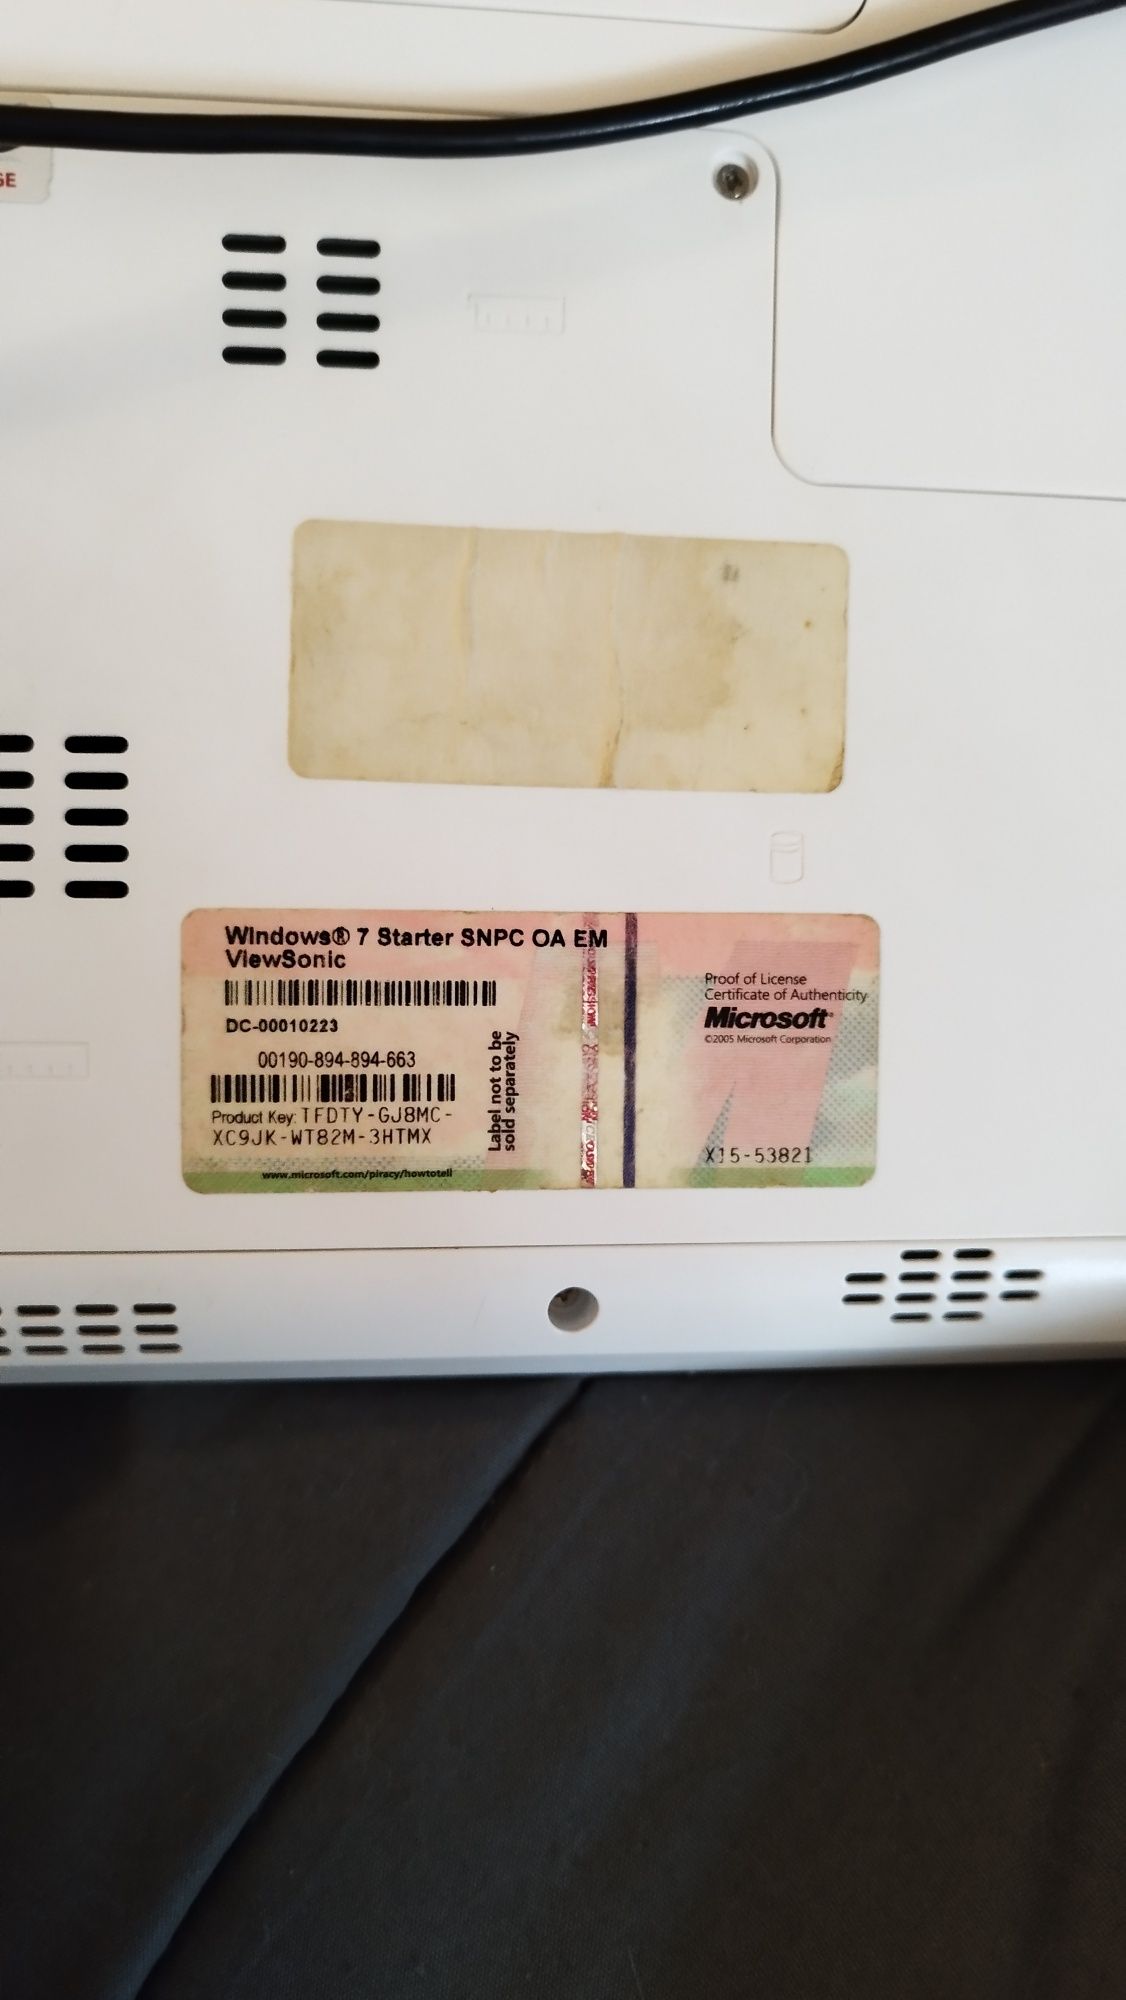 GE
Windows® 7 Starter SNPC OA EM
ViewSonic
DC-00010223
00190-894-894-663
Product Key: TFDTY-GJ8MC-
XC9JK-WT82M-3HTMX
www.microsoft.com/piracy/howtotell
Label not to be
sold separately
Proof of License
Certificate of Authenticity
Microsoft®
©2005 Microsoft Corporation
X15-53821